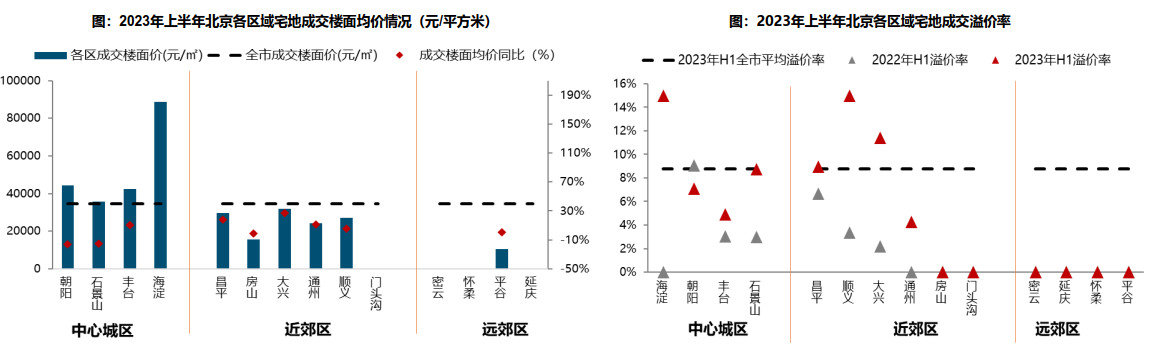 图：2023年上半年北京各区域宅地成交楼面均价情况（元/平方米）
各区成交楼面价(元/㎡)
全市成交楼面价(元/㎡)
成交楼面均价同比（%）
100000
80000
60000
40000
20000
0
190%
150%
110%
70%
30%
-10%
-50%
朝阳
石景山
丰台
海淀
昌平
房山
大兴
通州
顺义
门头沟
密云
怀柔
平谷
延庆
中心城区
近郊区
远郊区
图：2023年上半年北京各区域宅地成交溢价率
2023年H1全市平均溢价率
2022年H1溢价率
2023年H1溢价率
16%
14%
12%
10%
8%
6%
4%
2%
0%
海淀
朝阳
丰台
石景山
昌平
顺义
大兴
通州
房山
门头沟
密云
延庆
怀柔
平谷
中心城区
近郊区
远郊区